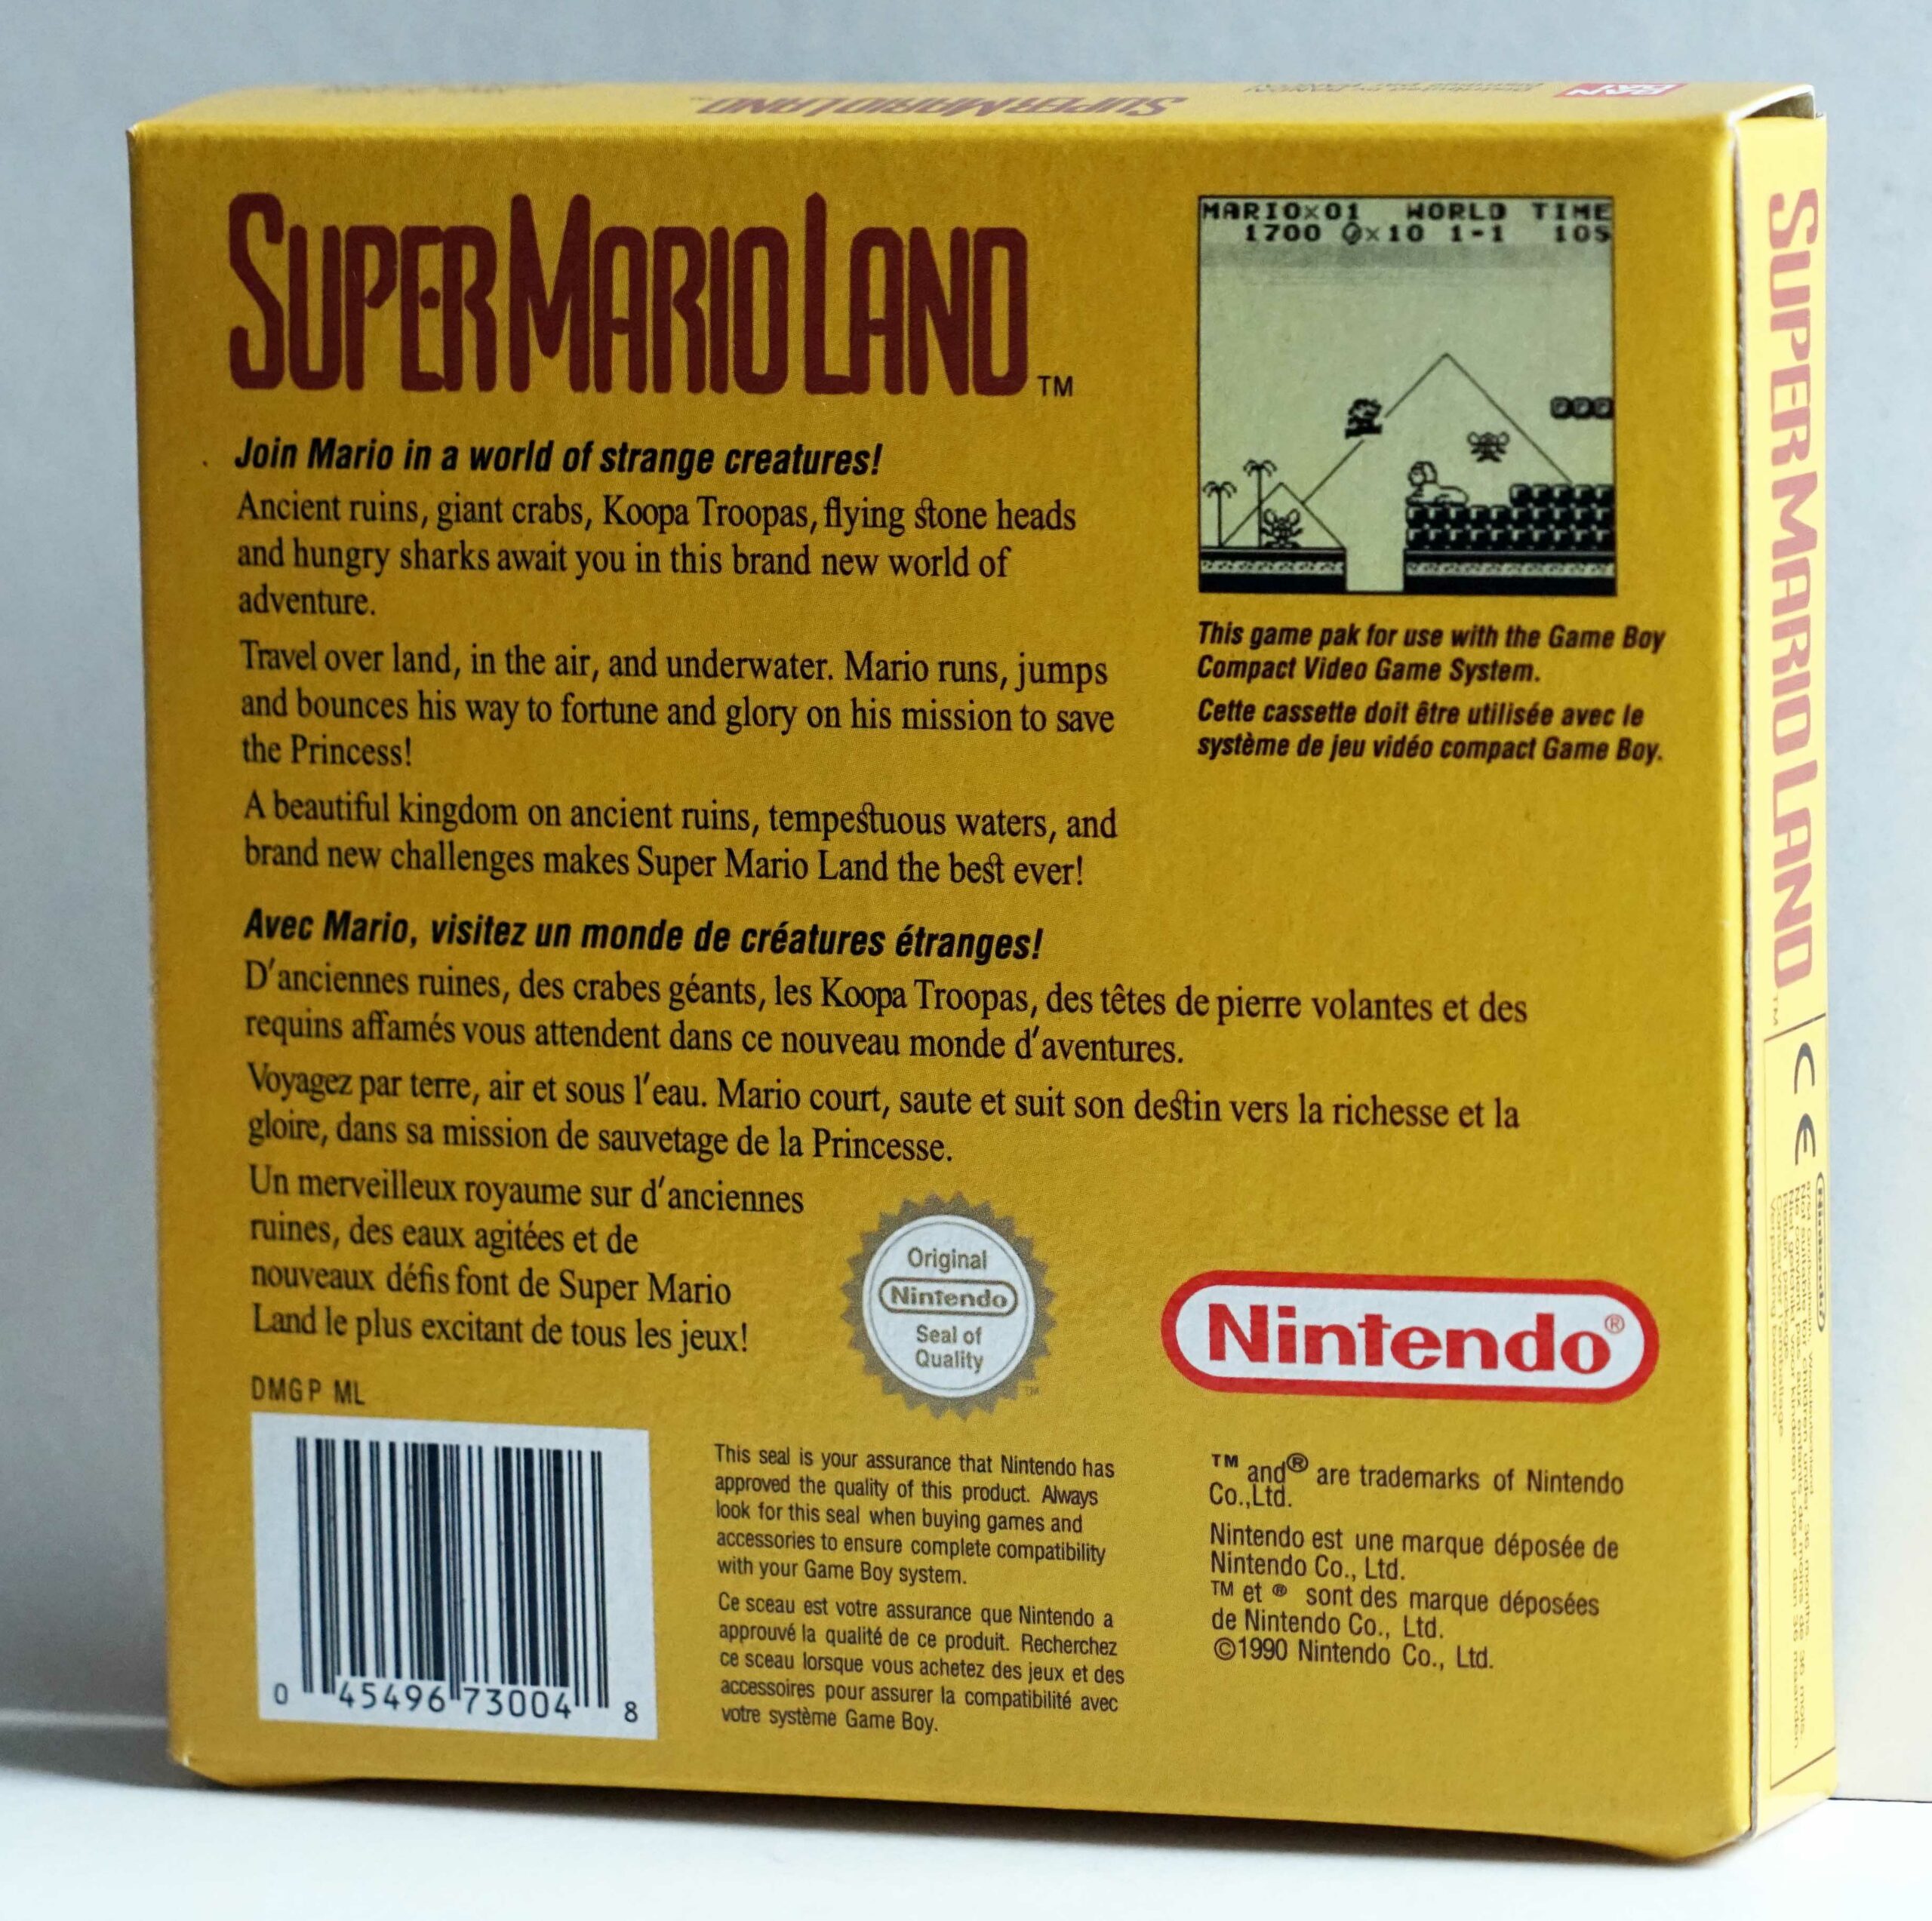 SUPER MARIO LAND
BAN
DAI
SUPER MARIO LAND™
Join Mario in a world of strange creatures!
Ancient ruins, giant crabs, Koopa Troopas, flying stone heads
and hungry sharks await you in this brand new world of
adventure.
Travel over land, in the air, and underwater. Mario runs, jumps
and bounces his way to fortune and glory on his mission to save
the Princess!
A beautiful kingdom on ancient ruins, tempestuous waters, and
brand new challenges makes Super Mario Land the best ever!
MARIO×01 WORLD TIME
1700 ×10 1-1 105
This game pak for use with the Game Boy
Compact Video Game System.
Cette cassette doit être utilisée avec le
système de jeu vidéo compact Game Boy.
Avec Mario, visitez un monde de créatures étranges!
D'anciennes ruines, des crabes géants, les Koopa Troopas, des têtes de pierre volantes et des
requins affamés vous attendent dans ce nouveau monde d'aventures.
Voyagez par terre, air et sous l'eau. Mario court, saute et suit son destin vers la richesse et la
gloire, dans sa mission de sauvetage de la Princesse.
Un merveilleux royaume sur d'anciennes
ruines, des eaux agitées et de
nouveaux défis font de Super Mario
Land le plus excitant de tous les jeux!
Original
Nintendo
Seal of
Quality
TM
Nintendo®
DMG P ML
0 45496 73004 8
This seal is your assurance that Nintendo has
approved the quality of this product. Always
look for this seal when buying games and
accessories to ensure complete compatibility
with your Game Boy system.
Ce sceau est votre assurance que Nintendo a
approuvé la qualité de ce produit. Recherchez
ce sceau lorsque vous achetez des jeux et des
accessoires pour assurer la compatibilité avec
votre système Game Boy.
™ and ® are trademarks of Nintendo
Co.,Ltd.
Nintendo est une marque déposée de
Nintendo Co., Ltd.
™ et ® sont des marque déposées
de Nintendo Co., Ltd.
©1990 Nintendo Co., Ltd.
SUPER MARIO LAND™
CE
Nintendo